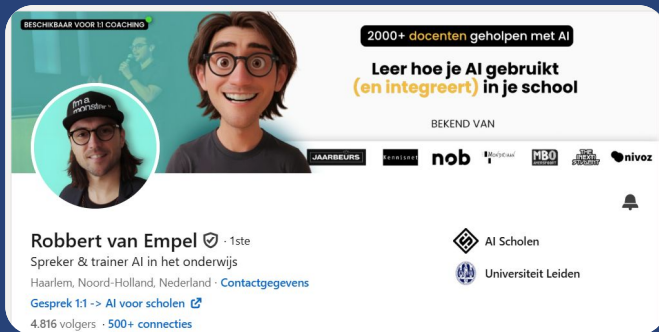 BESCHIKBAAR VOOR 1:1 COACHING
2000+ docenten geholpen met AI
Leer hoe je AI gebruikt
(en integreert) in je school
BEKEND VAN
JAARBEURS
Kennisnet
nob
MBO
THE
NEXT
nivoz
I'm a
monster
Robbert van Empel · 1ste
Spreker & trainer AI in het onderwijs
Haarlem, Noord-Holland, Nederland · Contactgegevens
Gesprek 1:1 -> AI voor scholen
4.816 volgers · 500+ connecties
AI Scholen
Universiteit Leiden